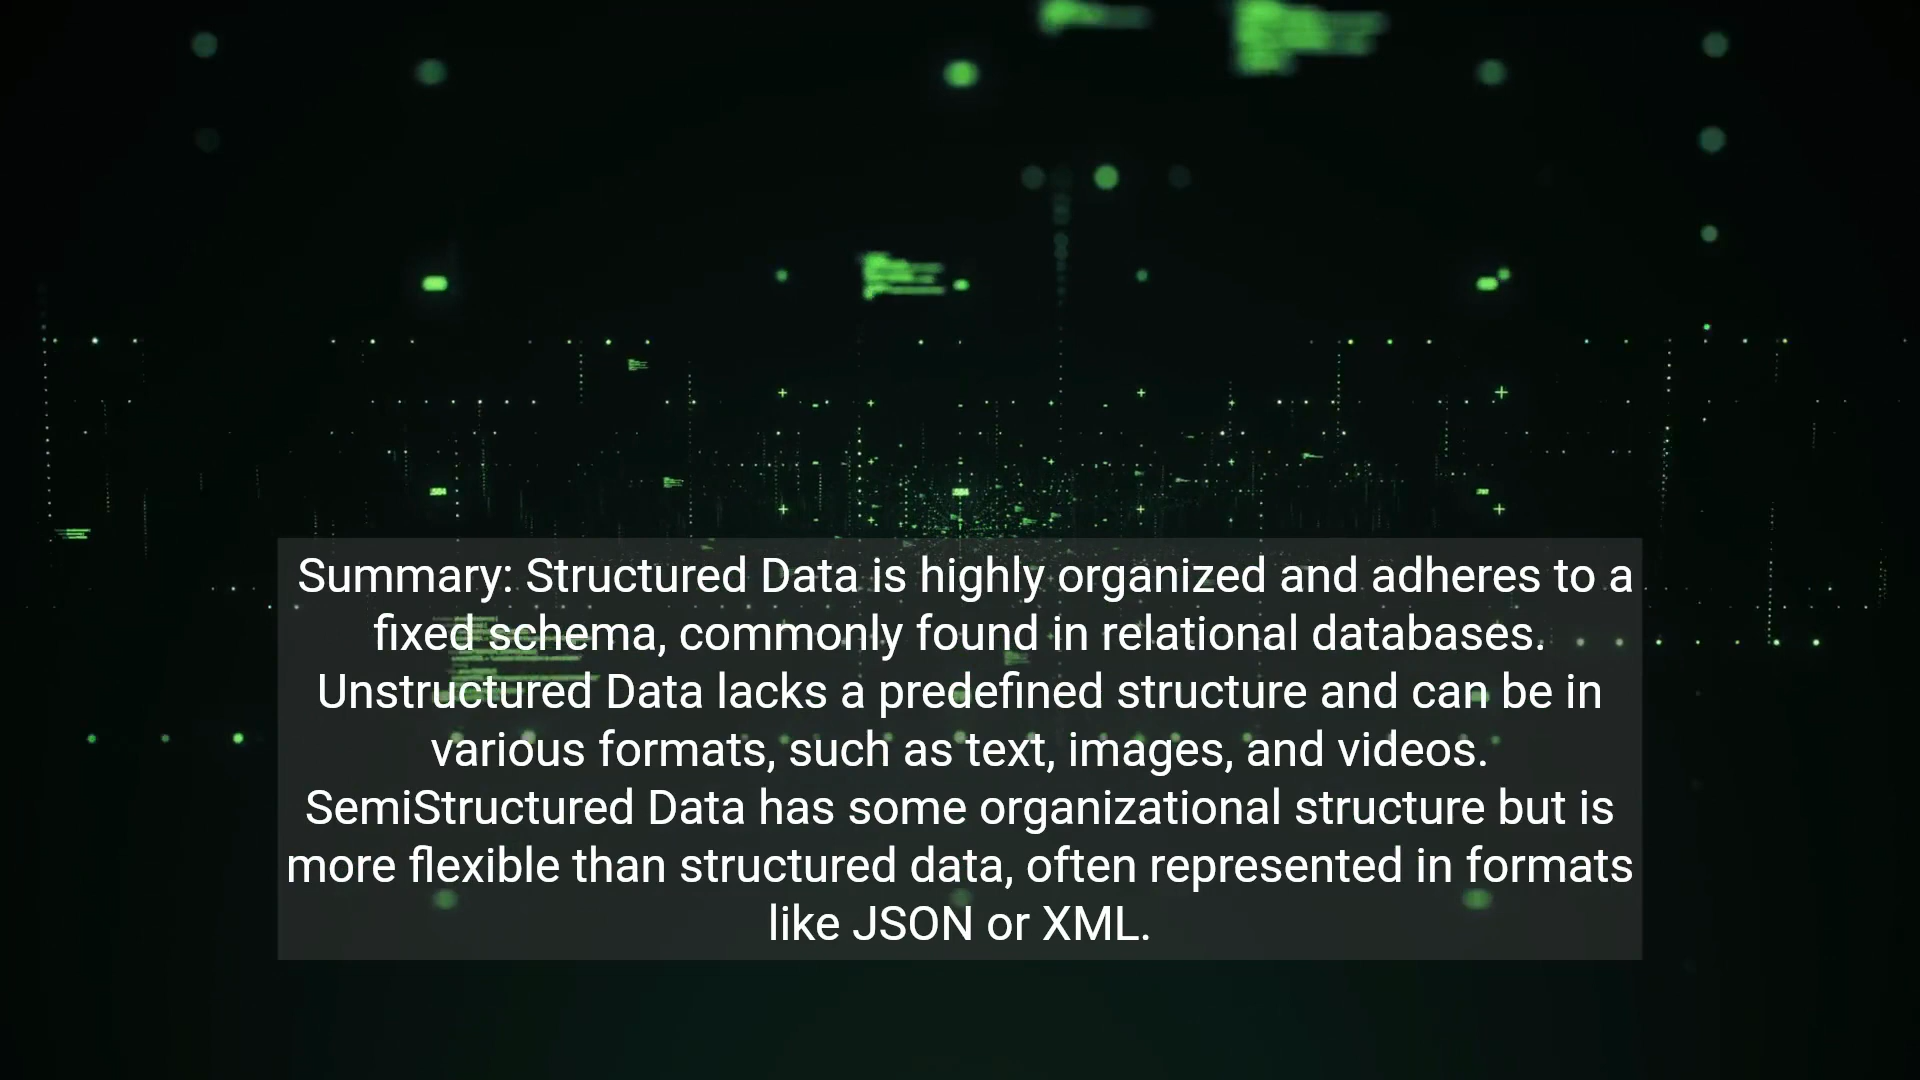 Summary: Structured Data is highly organized and adheres to a
fixed schema, commonly found in relational databases.
Unstructured Data lacks a predefined structure and can be in
various formats, such as text, images, and videos.
SemiStructured Data has some organizational structure but is
more flexible than structured data, often represented in formats
like JSON or XML.